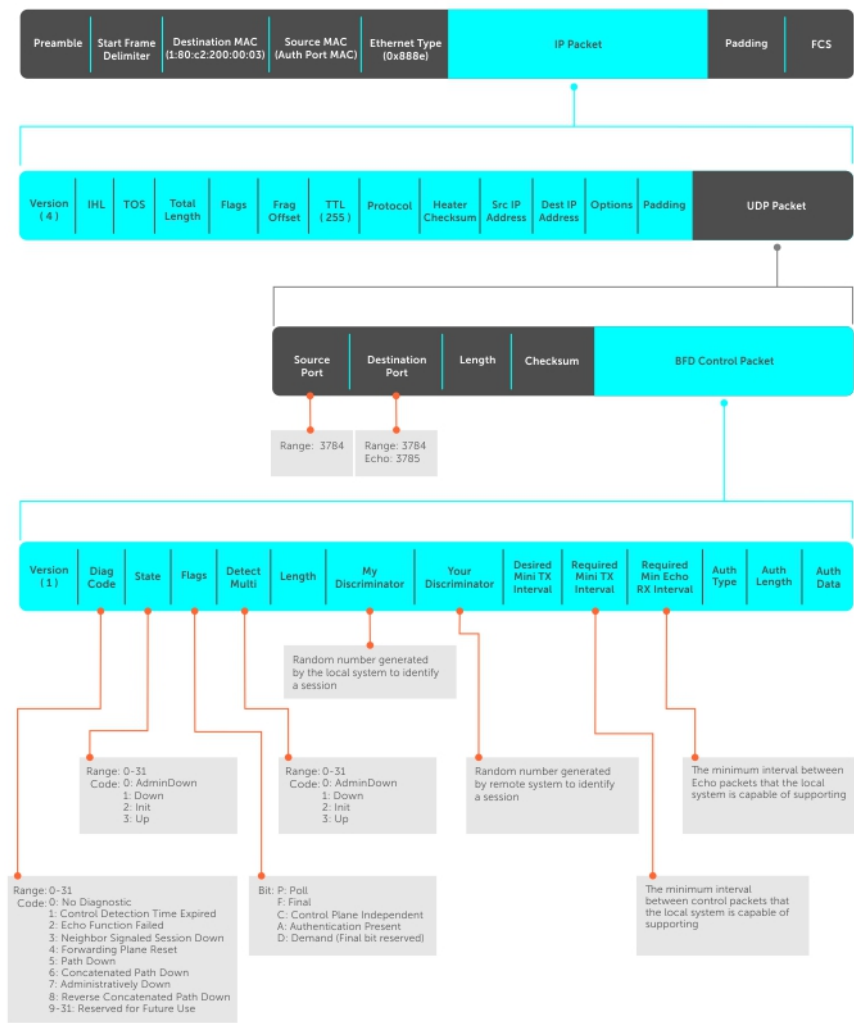 Preamble
Start Frame
Delimiter
Destination MAC
(1:80:c2:200:00:03)
Source MAC
(Auth Port MAC)
Ethernet Type
(0x888e)
IP Packet
Padding
FCS
Version
( 4 )
IHL
TOS
Total
Length
Flags
Frag
Offset
TTL
( 255 )
Protocol
Heater
Checksum
Src IP
Address
Dest IP
Address
Options
Padding
UDP Packet
Source
Port
Destination
Port
Length
Checksum
BFD Control Packet
Range: 3784
Range: 3784
Echo: 3785
Version
( 1 )
Diag
Code
State
Flags
Detect
Multi
Length
My
Discriminator
Your
Discriminator
Desired
Mini TX
Interval
Required
Mini TX
Interval
Required
Min Echo
RX Interval
Auth
Type
Auth
Length
Auth
Data
Random number generated
by the local system to identify
a session
Range: 0-31
Code: 0: AdminDown
1: Down
2: Init
3: Up
Range: 0-31
Code: 0: AdminDown
1: Down
2: Init
3: Up
Random number generated
by remote system to identify
a session
The minimum interval between
Echo packets that the local
system is capable of supporting
Range: 0-31
Code: 0: No Diagnostic
1: Control Detection Time Expired
2: Echo Function Failed
3: Neighbor Signaled Session Down
4: Forwarding Plane Reset
5: Path Down
6: Concatenated Path Down
7: Administratively Down
8: Reverse Concatenated Path Down
9-31: Reserved for Future Use
Bit: P: Poll
F: Final
C: Control Plane Independent
A: Authentication Present
D: Demand (Final bit reserved)
The minimum interval
between control packets that
the local system is capable of
supporting